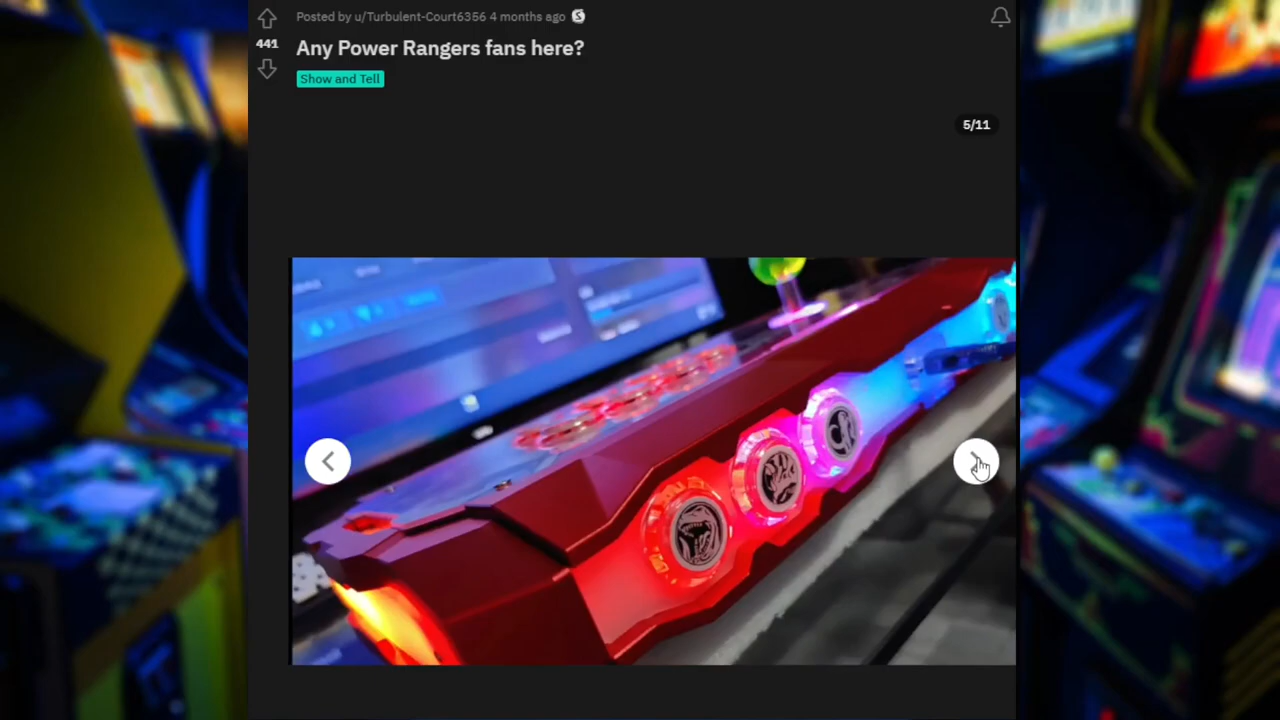 Posted by u/Turbulent-Court6356 4 months ago
441
Any Power Rangers fans here?
Show and Tell
5/11